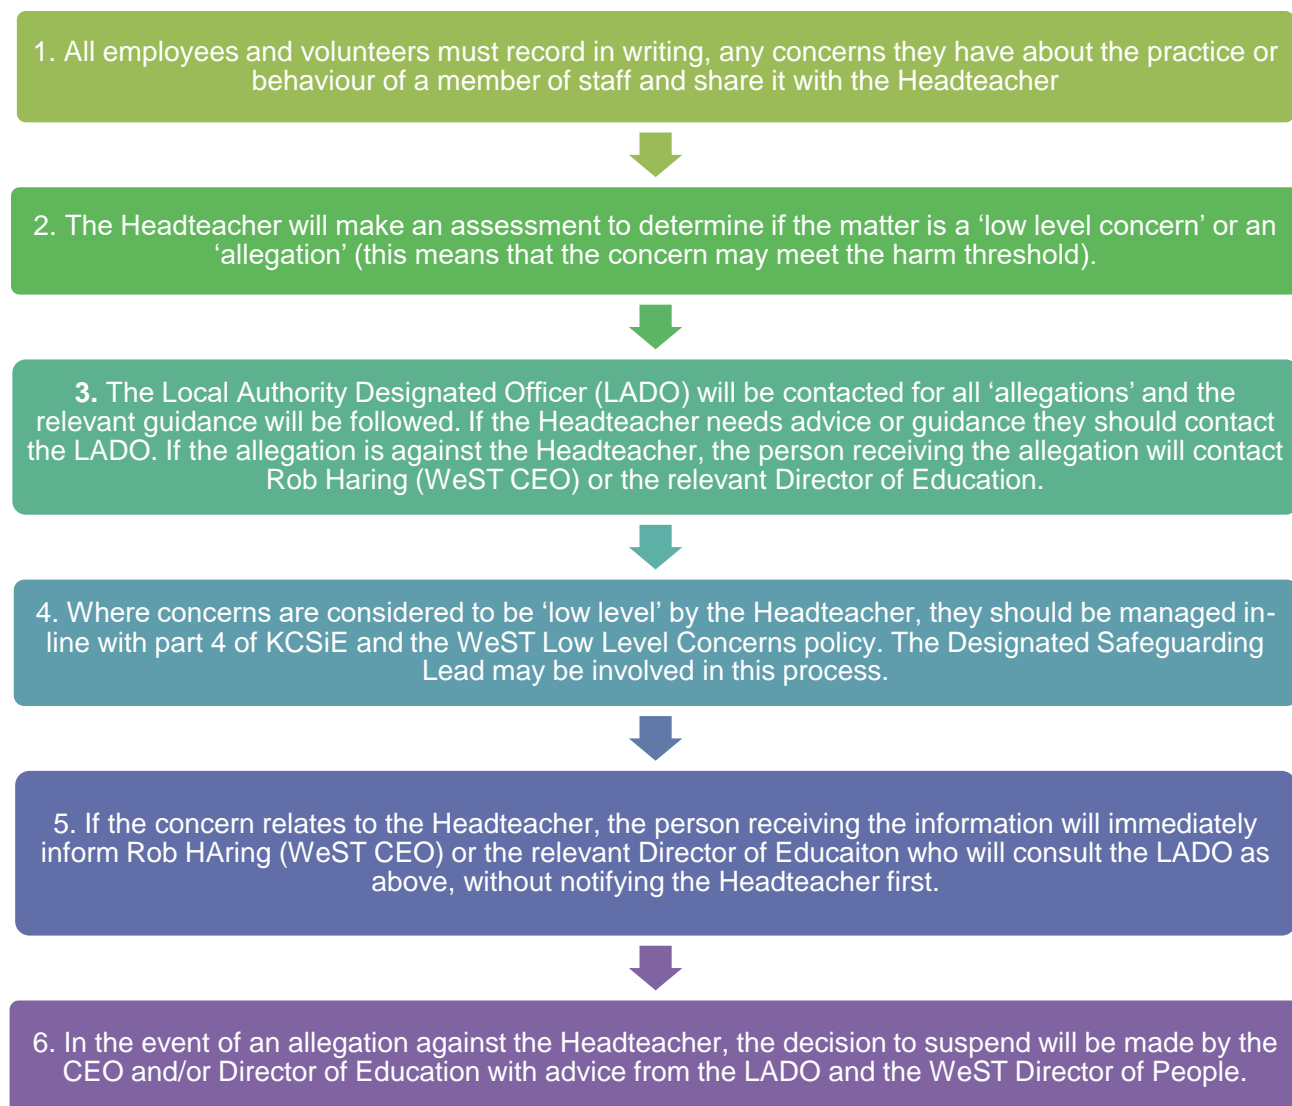 1. All employees and volunteers must record in writing, any concerns they have about the practice or
behaviour of a member of staff and share it with the Headteacher
2. The Headteacher will make an assessment to determine if the matter is a ‘low level concern’ or an
‘allegation’ (this means that the concern may meet the harm threshold).
3. The Local Authority Designated Officer (LADO) will be contacted for all ‘allegations’ and the
relevant guidance will be followed. If the Headteacher needs advice or guidance they should contact
the LADO. If the allegation is against the Headteacher, the person receiving the allegation will contact
Rob Haring (WeST CEO) or the relevant Director of Education.
4. Where concerns are considered to be ‘low level’ by the Headteacher, they should be managed in-
line with part 4 of KCSiE and the WeST Low Level Concerns policy. The Designated Safeguarding
Lead may be involved in this process.
5. If the concern relates to the Headteacher, the person receiving the information will immediately
inform Rob HAring (WeST CEO) or the relevant Director of Educaiton who will consult the LADO as
above, without notifying the Headteacher first.
6. In the event of an allegation against the Headteacher, the decision to suspend will be made by the
CEO and/or Director of Education with advice from the LADO and the WeST Director of People.